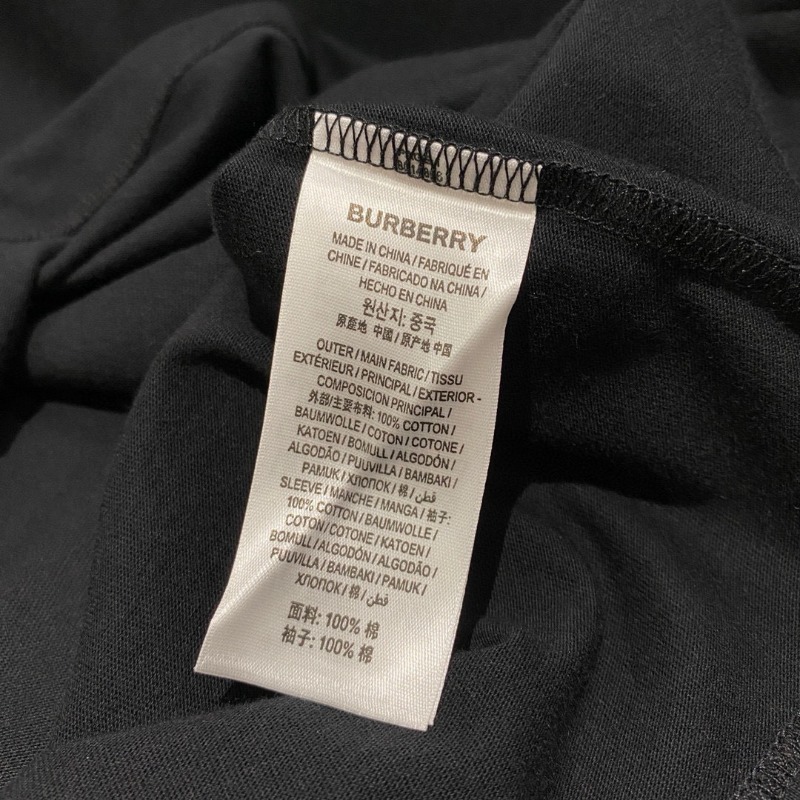 BURBERRY
MADE IN CHINA / FABRIQUÉ EN
CHINE / FABRICADO NA CHINA /
HECHO EN CHINA
원산지: 중국
原產地 中國 / 原产地 中国
OUTER / MAIN FABRIC / TISSU
EXTÉRIEUR / PRINCIPAL / EXTERIOR -
COMPOSICION PRINCIPAL /
外部/主要布料: 100% COTTON /
BAUMWOLLE / COTON / COTONE /
KATOEN / BOMULL / ALGODÓN /
ALGODÃO / PUUVILLA / BAMBAKI /
PAMUK / ХЛОПОК / 棉 / قطن /
SLEEVE / MANCHE / MANGA / 袖子:
100% COTTON / BAUMWOLLE /
COTON / COTONE / KATOEN /
BOMULL / ALGODÓN / ALGODÃO /
PUUVILLA / BAMBAKI / PAMUK /
ХЛОПОК / 棉 / قطن /
面料: 100% 棉
袖子: 100% 棉